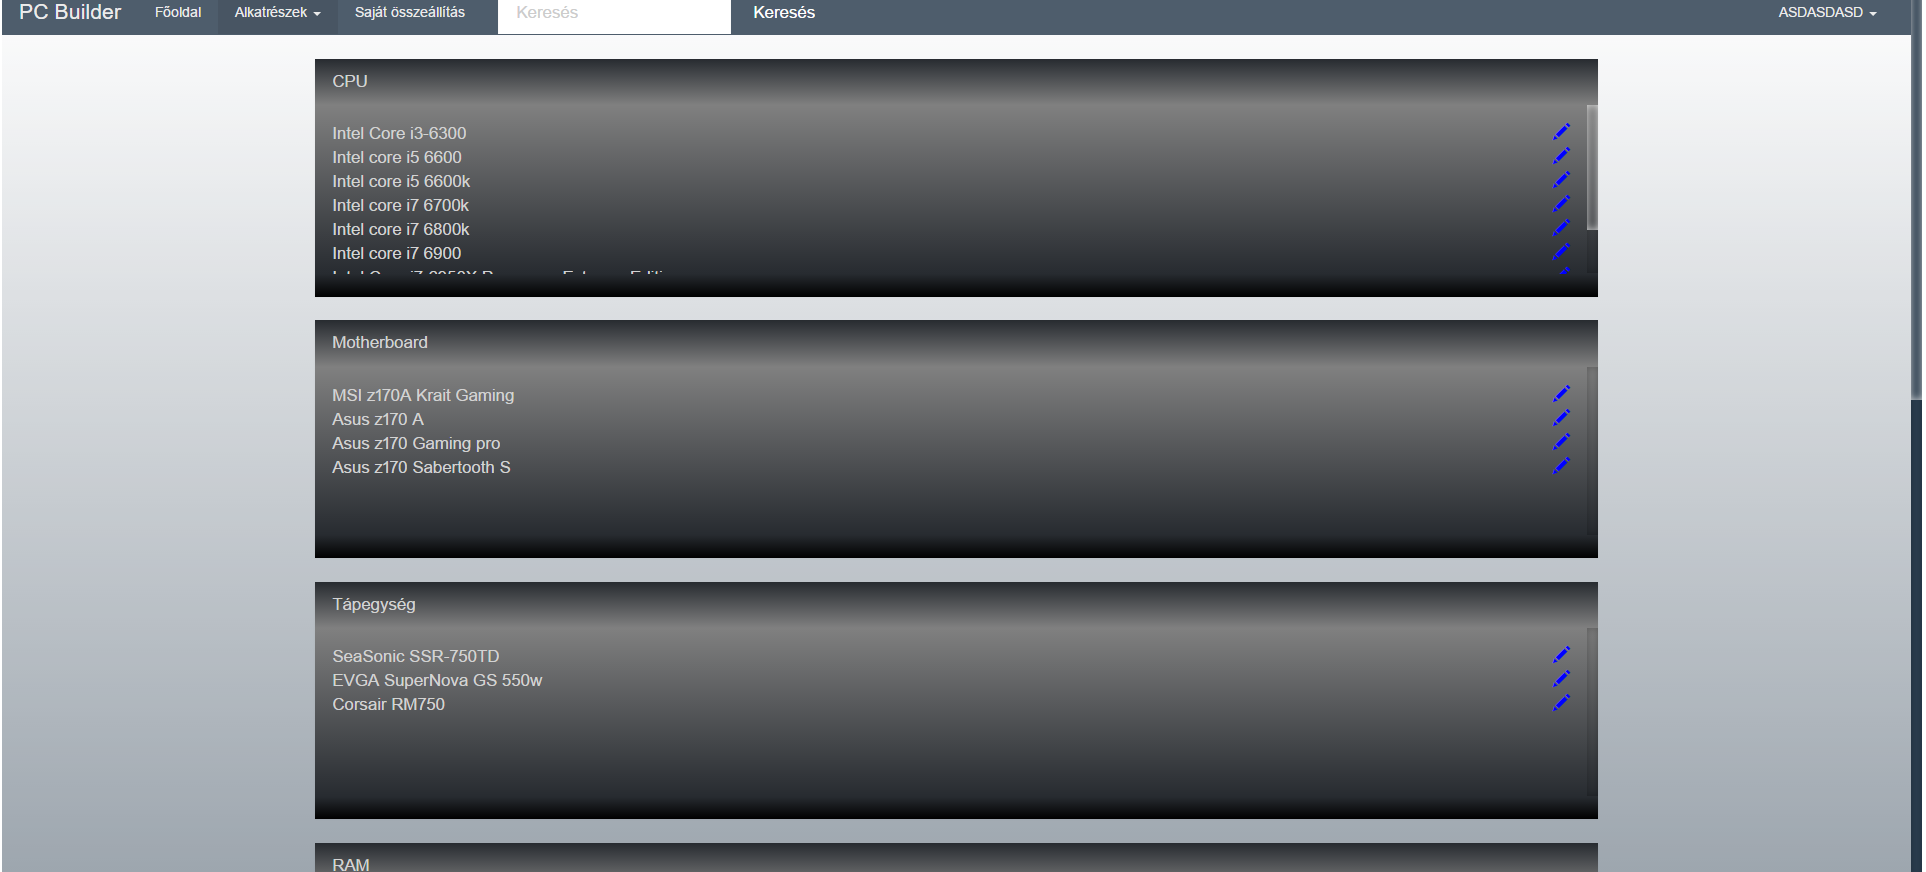 PC Builder Főoldal Alkatrészek Saját összeállítás Keresés Keresés ASDASDASD
CPU
Intel Core i3-6300
Intel core i5 6600
Intel core i5 6600k
Intel core i7 6700k
Intel core i7 6800k
Intel core i7 6900
Motherboard
MSI z170A Krait Gaming
Asus z170 A
Asus z170 Gaming pro
Asus z170 Sabertooth S
Tápegység
SeaSonic SSR-750TD
EVGA SuperNova GS 550w
Corsair RM750
RAM